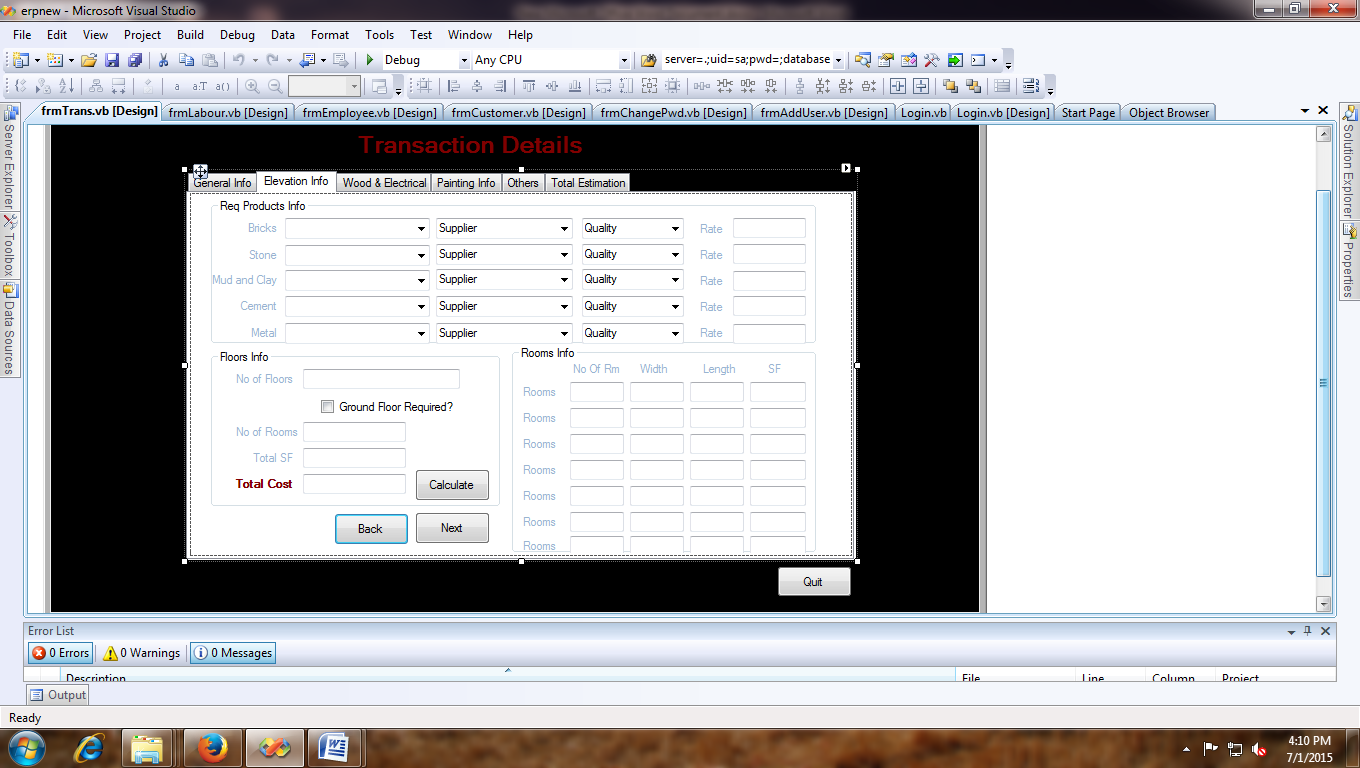 erpnew - Microsoft Visual Studio
File Edit View Project Build Debug Data Format Tools Test Window Help
Debug Any CPU server=.;uid=sa;pwd=;database
a a.T a()
frmTrans.vb [Design] frmLabour.vb [Design] frmEmployee.vb [Design] frmCustomer.vb [Design] frmChangePwd.vb [Design] frmAddUser.vb [Design] Login.vb Login.vb [Design] Start Page Object Browser
Server Explorer
Toolbox
Data Sources
Solution Explorer
Properties
Transaction Details
General Info Elevation Info Wood & Electrical Painting Info Others Total Estimation
Req Products Info
Bricks Supplier Quality Rate
Stone Supplier Quality Rate
Mud and Clay Supplier Quality Rate
Cement Supplier Quality Rate
Metal Supplier Quality Rate
Floors Info
No of Floors
Ground Floor Required?
No of Rooms
Total SF
Total Cost Calculate
Back Next
Rooms Info
No Of Rm Width Length SF
Rooms
Rooms
Rooms
Rooms
Rooms
Rooms
Rooms
Quit
Error List
0 Errors 0 Warnings 0 Messages
Description File Line Column Project
Output
Ready
4:10 PM
7/1/2015